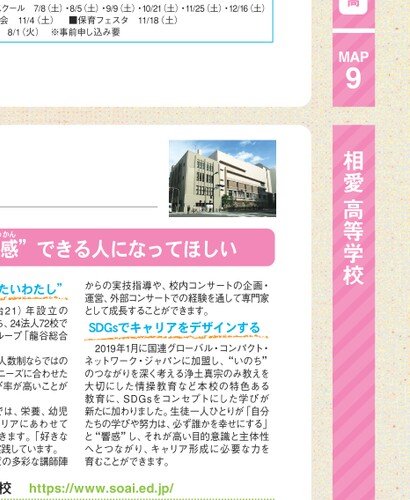 スクール 7/8（土）・8/5（土）・9/9（土）・10/21（土）・11/25（土）・12/16（土）
会 11/4（土） ■保育フェスタ 11/18（土）
8/1（火） ※事前申し込み要
高
MAP
9
相愛 高等学校
感”できる人になってほしい
たいわたし”
台21）年設立の
ら、24法人72校で
ループ「龍谷総合
人数制ならではの
ニーズに合わせた
び率が高いことが
では、栄養、幼児
リアにあわせて
きます。「好きな
実践しています。
どの多彩な講師陣
からの実技指導や、校内コンサートの企画・
運営、外部コンサートでの経験を通して専門家
として成長することができます。
SDGsでキャリアをデザインする
2019年1月に国連グローバル・コンパクト・
ネットワーク・ジャパンに加盟し、“いのち”
のつながりを深く考える浄土真宗のみ教えを
大切にした情操教育など本校の特色ある
教育に、SDGsをコンセプトにした学びが
新たに加わりました。生徒一人ひとりが「自分
たちの学びや努力は、必ず誰かを幸せにする」
と“響感”し、それが高い目的意識と主体性
へとつながり、キャリア形成に必要な力を
育むことができます。
校 https://www.soai.ed.jp/